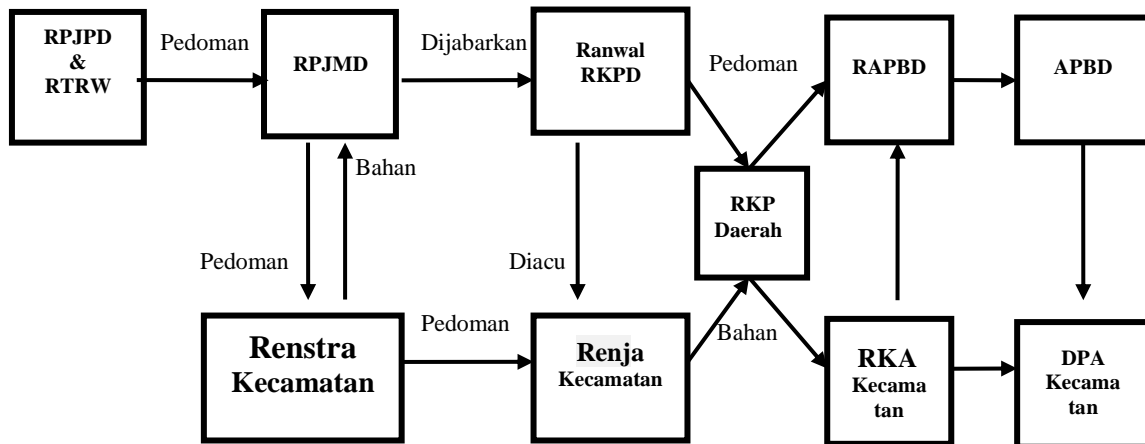 RPJPD
&
RTRW
Pedoman
RPJMD
Dijabarkan
Ranwal
RKPD
Pedoman
RAPBD
APBD
Bahan
RKP
Daerah
Pedoman
Diacu
Renstra
Kecamatan
Pedoman
Renja
Kecamatan
Bahan
RKA
Kecama
tan
DPA
Kecama
tan